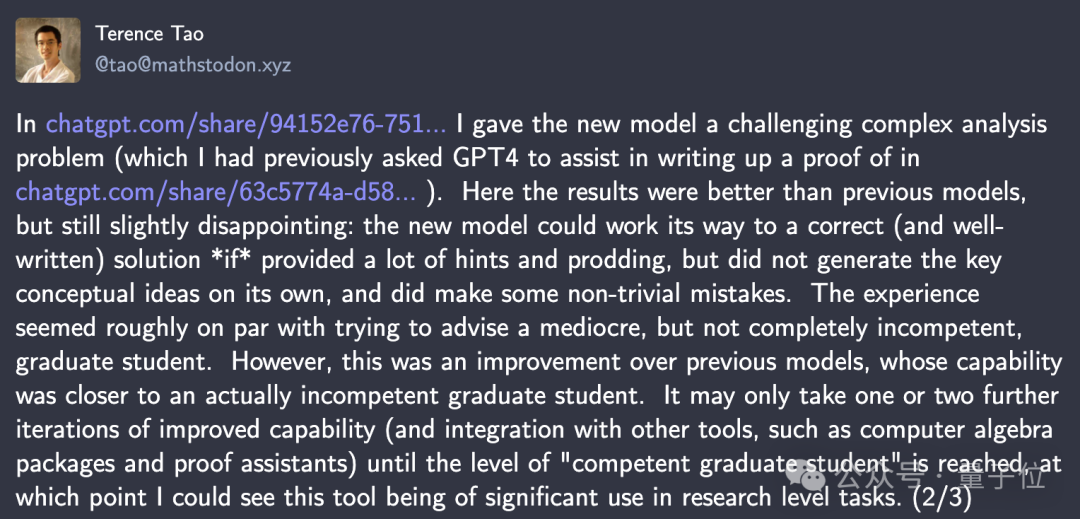 Terence Tao
@tao@mathstodon.xyz
In chatgpt.com/share/94152e76-751... I gave the new model a challenging complex analysis
problem (which I had previously asked GPT4 to assist in writing up a proof of in
chatgpt.com/share/63c5774a-d58... ).  Here the results were better than previous models,
but still slightly disappointing: the new model could work its way to a correct (and well-
written) solution *if* provided a lot of hints and prodding, but did not generate the key
conceptual ideas on its own, and did make some non-trivial mistakes.  The experience
seemed roughly on par with trying to advise a mediocre, but not completely incompetent,
graduate student.  However, this was an improvement over previous models, whose capability
was closer to an actually incompetent graduate student.  It may only take one or two further
iterations of improved capability (and integration with other tools, such as computer algebra
packages and proof assistants) until the level of "competent graduate student" is reached, at
which point I could see this tool being of significant use in research level tasks. (2/3)
公众号 · 量子位